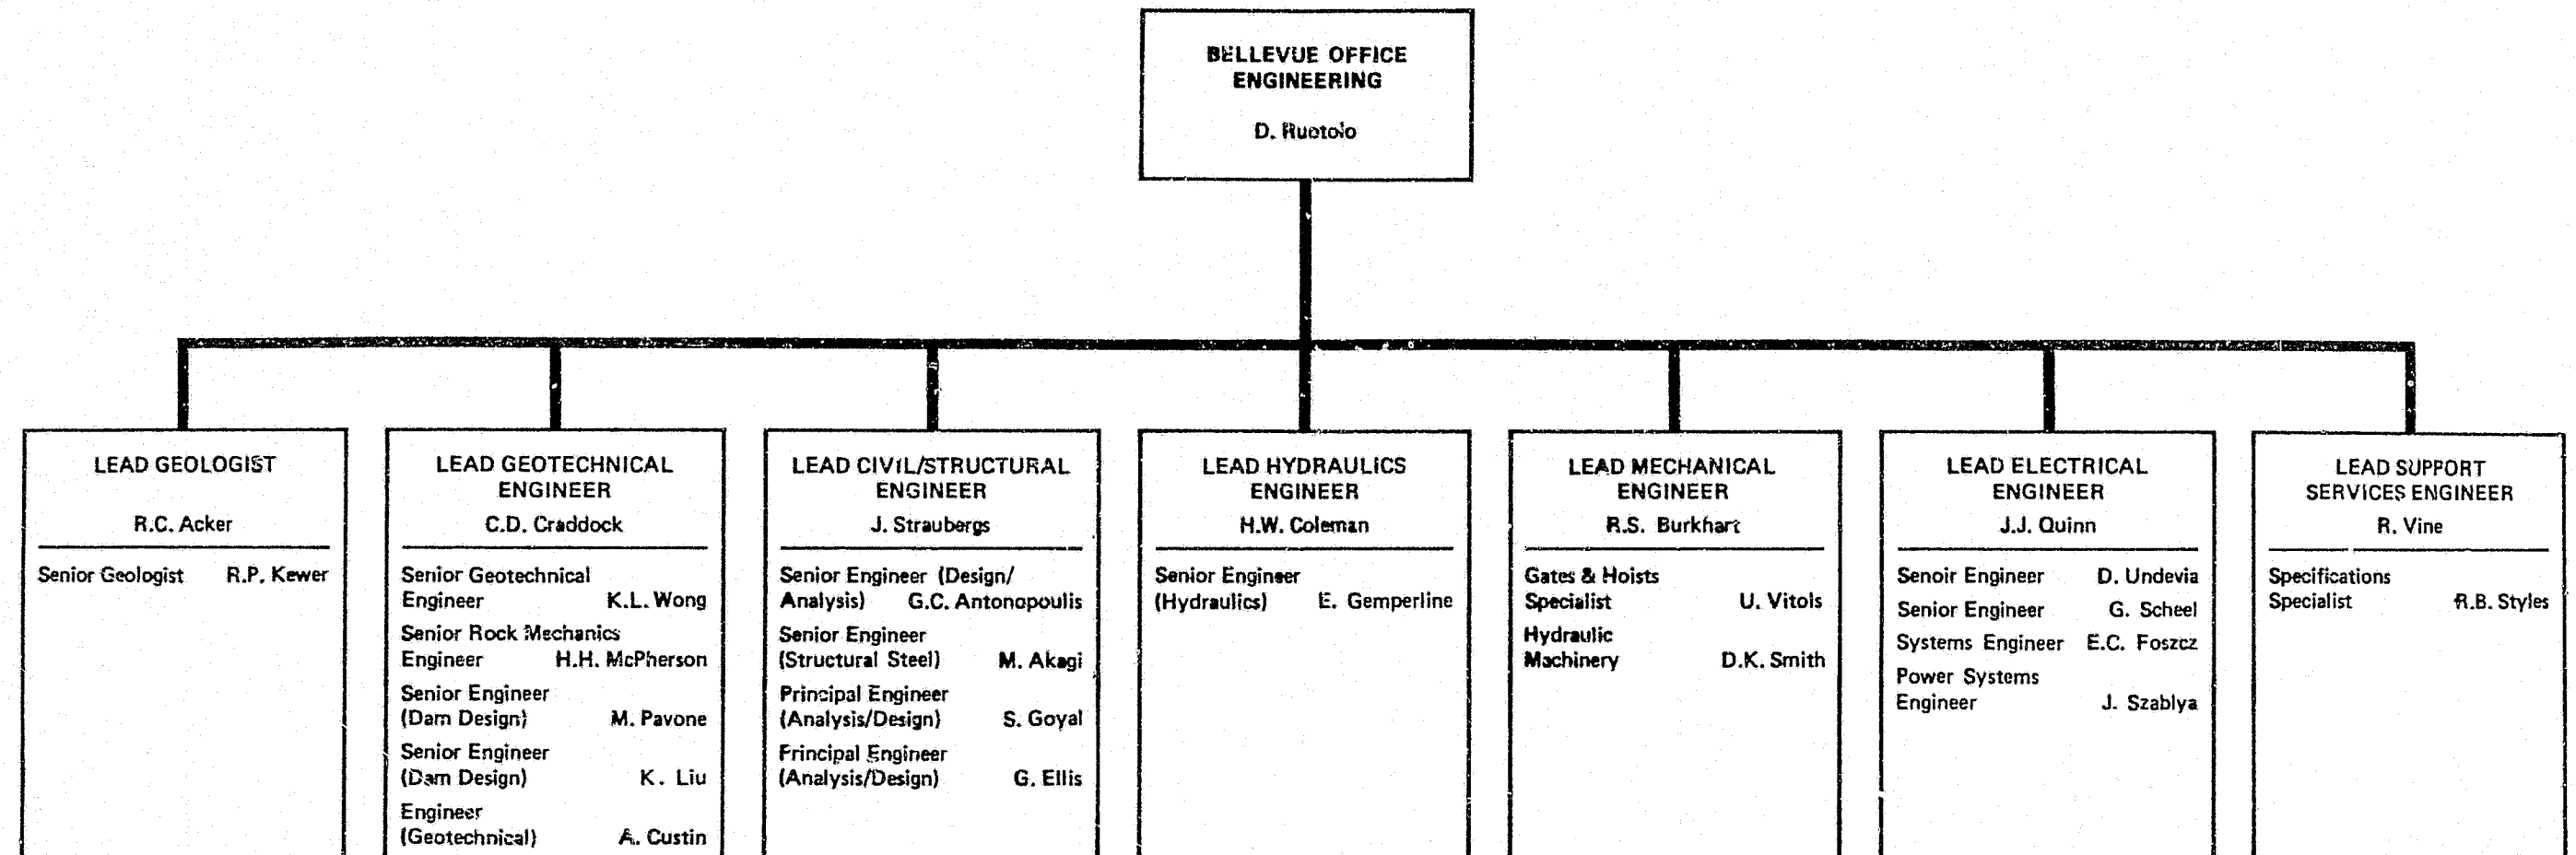 BELLEVUE OFFICE
ENGINEERING
D. Ruotolo
LEAD GEOLOGIST
R.C. Acker
Senior Geologist R.P. Kewer
LEAD GEOTECHNICAL
ENGINEER
C.D. Craddock
Senior Geotechnical
Engineer K.L. Wong
Senior Rock Mechanics
Engineer H.H. McPherson
Senior Engineer
(Dam Design) M. Pavone
Senior Engineer
(Dam Design) K. Liu
Engineer
(Geotechnical) A. Custin
LEAD CIVIL/STRUCTURAL
ENGINEER
J. Straubergs
Senior Engineer (Design/
Analysis) G.C. Antonopoulis
Senior Engineer
(Structural Steel) M. Akagi
Principal Engineer
(Analysis/Design) S. Goyal
Principal Engineer
(Analysis/Design) G. Ellis
LEAD HYDRAULICS
ENGINEER
H.W. Coleman
Senior Engineer
(Hydraulics) E. Gemperline
LEAD MECHANICAL
ENGINEER
R.S. Burkhart
Gates & Hoists
Specialist U. Vitols
Hydraulic
Machinery D.K. Smith
LEAD ELECTRICAL
ENGINEER
J.J. Quinn
Senoir Engineer D. Undevia
Senior Engineer G. Scheel
Systems Engineer E.C. Foszcz
Power Systems
Engineer J. Szablya
LEAD SUPPORT
SERVICES ENGINEER
R. Vine
Specifications
Specialist R.B. Styles